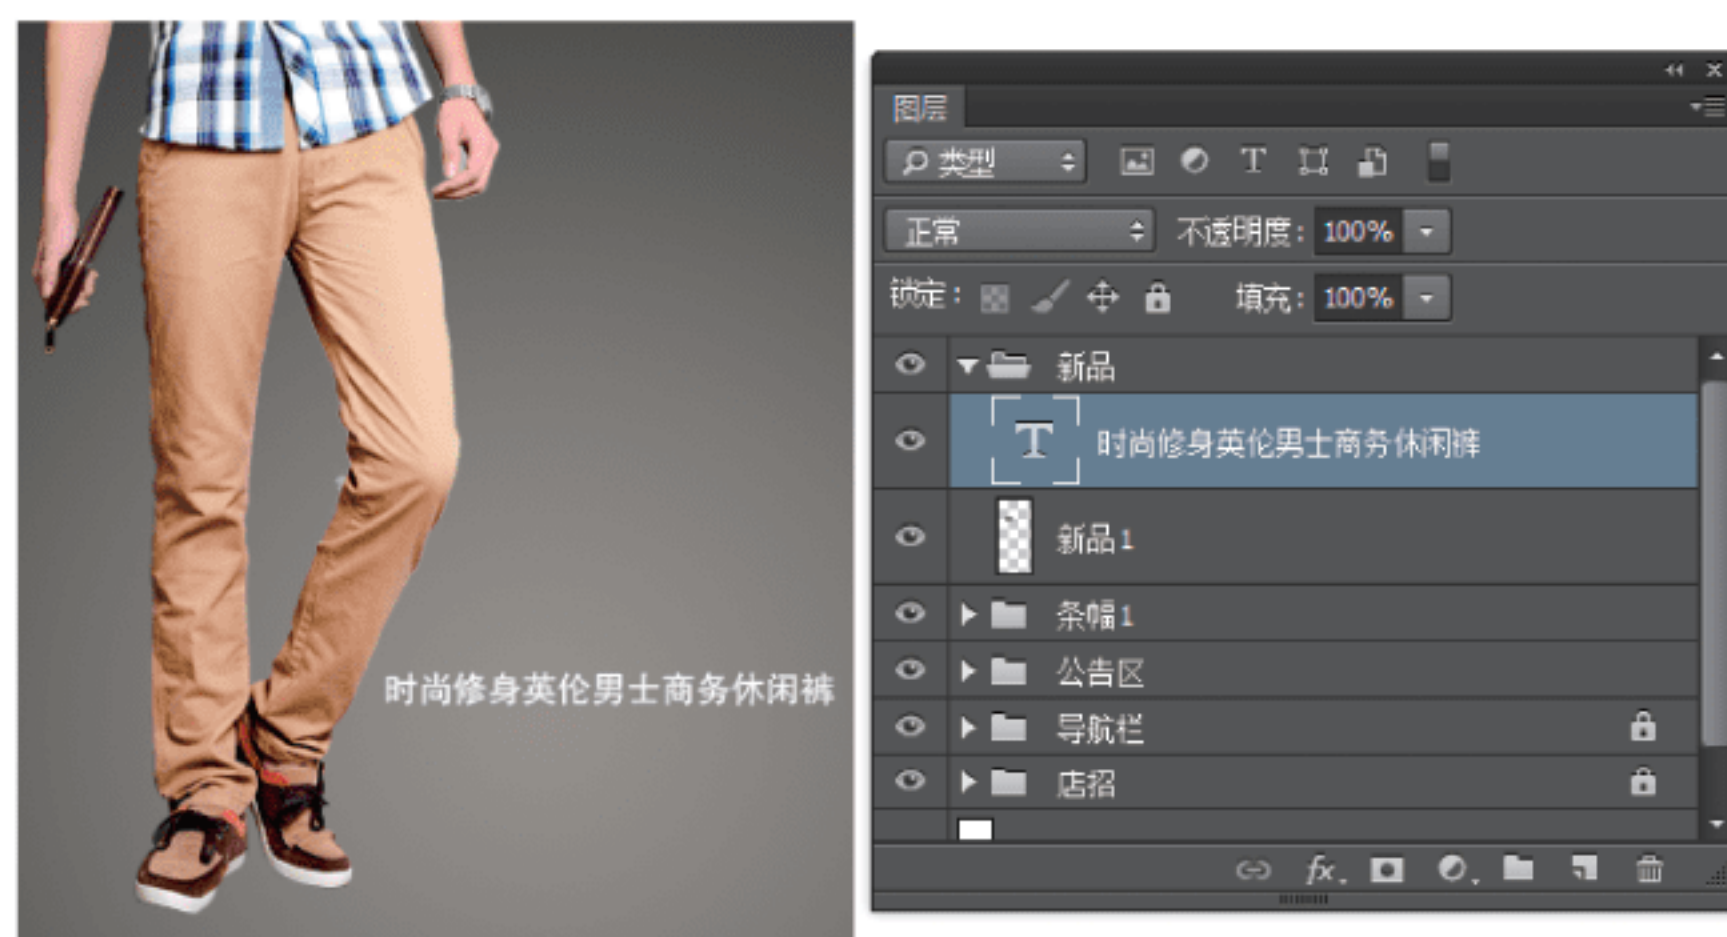 时尚修身英伦男士商务休闲裤
图层
类型
正常 不透明度: 100%
锁定: 填充: 100%
新品
T 时尚修身英伦男士商务休闲裤
新品 1
条幅 1
公告区
导航栏
店招
fx.